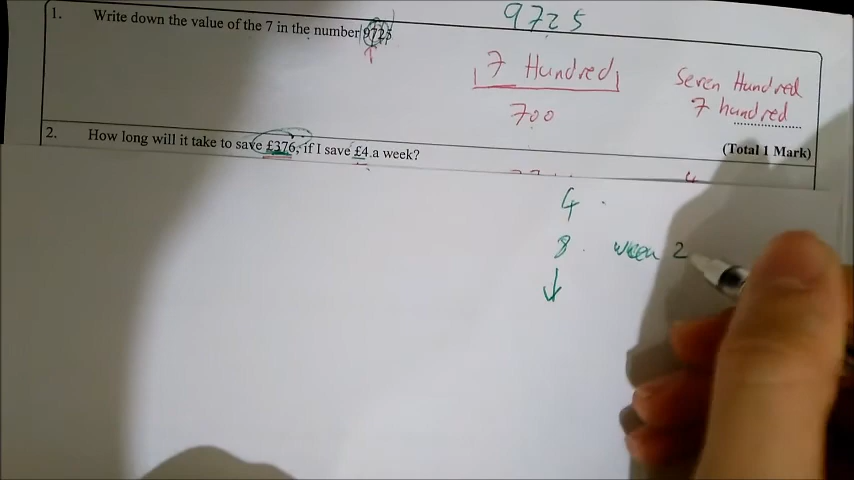 9725
1. Write down the value of the 7 in the number 9725
7 Hundred
Seven Hundred
700
7 hundred
(Total 1 Mark)
2. How long will it take to save £376, if I save £4 a week?
4
8 week 2